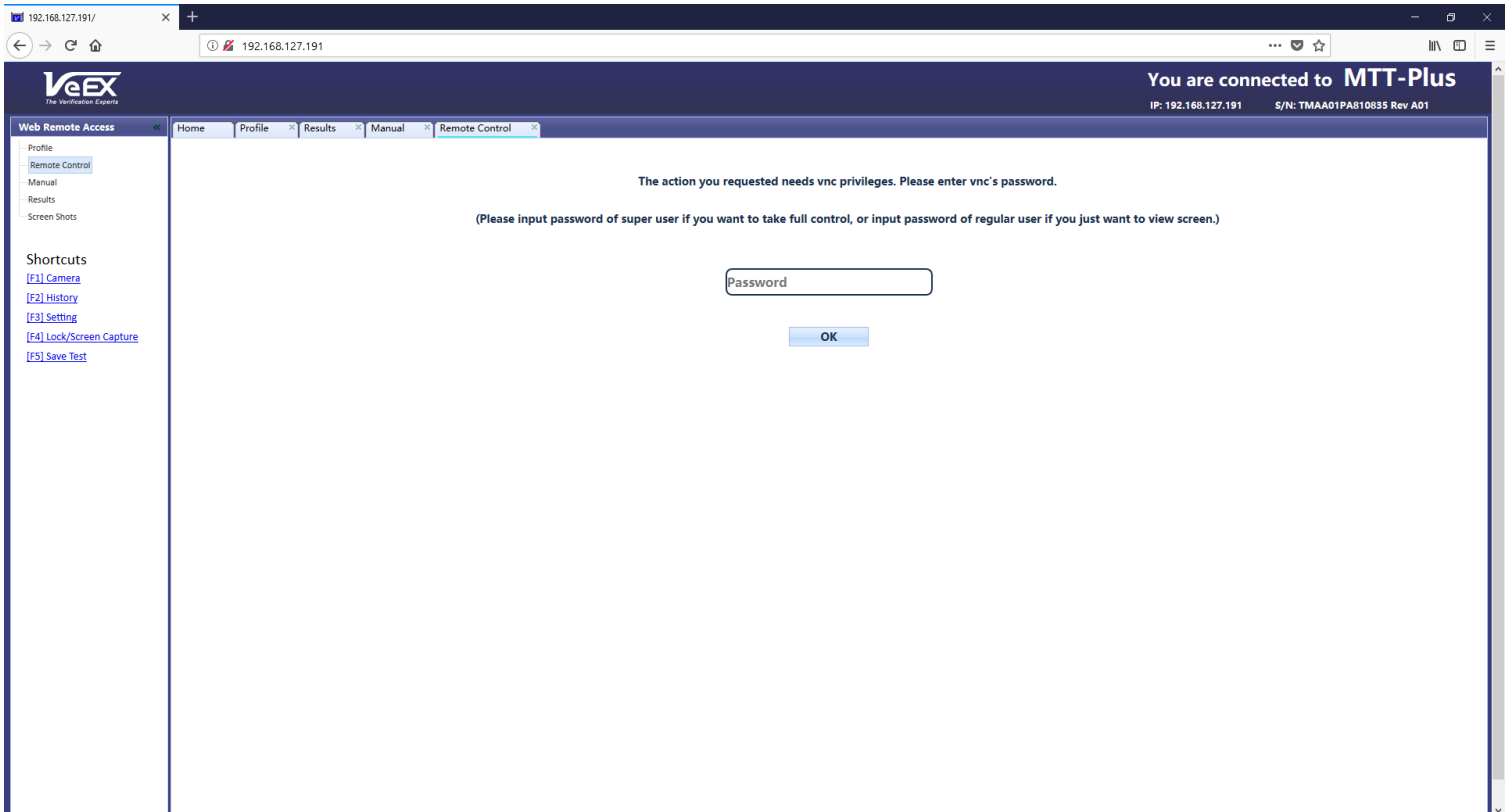 192.168.127.191/
192.168.127.191
VeEX
The Verification Experts
You are connected to MTT-Plus
IP: 192.168.127.191 S/N: TMAA01PA810835 Rev A01
Web Remote Access «
Home Profile Results Manual Remote Control
Profile
Remote Control
Manual
Results
Screen Shots
The action you requested needs vnc privileges. Please enter vnc's password.
(Please input password of super user if you want to take full control, or input password of regular user if you just want to view screen.)
Password
OK
Shortcuts
[F1] Camera
[F2] History
[F3] Setting
[F4] Lock/Screen Capture
[F5] Save Test